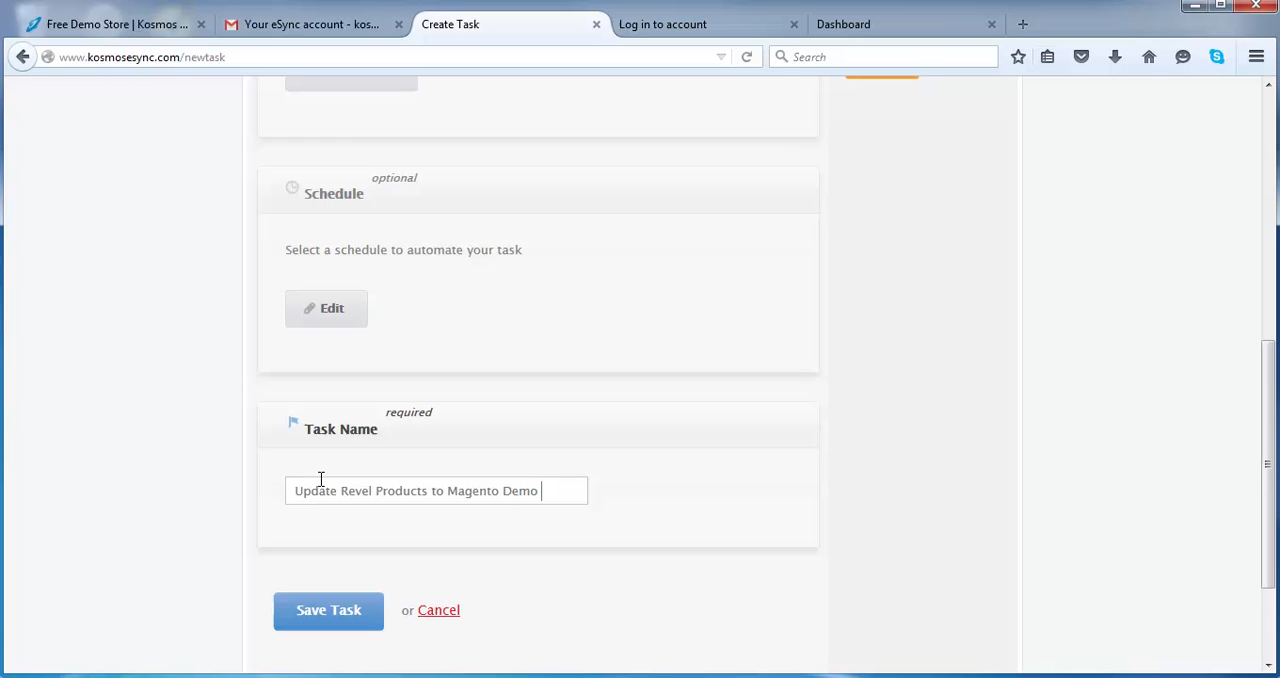 Free Demo Store | Kosmos ...
Your eSync account - kos...
Create Task
Log in to account
Dashboard
www.kosmosesync.com/newtask
Search
optional
Schedule
Select a schedule to automate your task
Edit
required
Task Name
Update Revel Products to Magento Demo
Save Task or Cancel